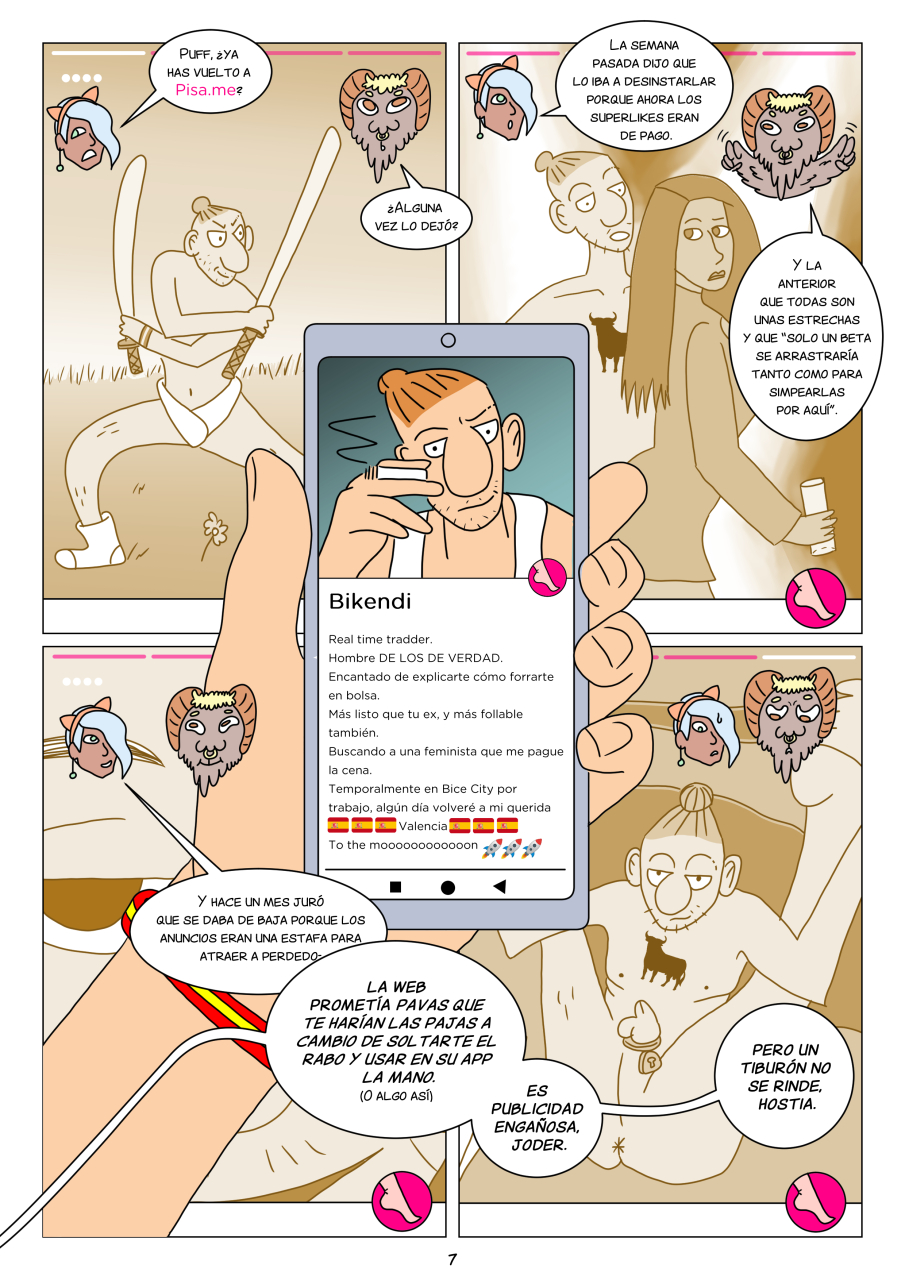 PUFF, ¿YA
HAS VUELTO A
Pisa.me?
¿ALGUNA
VEZ LO DEJÓ?
LA SEMANA
PASADA DIJO QUE
LO IBA A DESINSTARLAR
PORQUE AHORA LOS
SUPERLIKES ERAN
DE PAGO.
Y LA
ANTERIOR
QUE TODAS SON
UNAS ESTRECHAS
Y QUE "SOLO UN BETA
SE ARRASTRARÍA
TANTO COMO PARA
SIMPEARLAS
POR AQUÍ".
Bikendi
Real time tradder.
Hombre DE LOS DE VERDAD.
Encantado de explicarte cómo forrarte
en bolsa.
Más listo que tu ex, y más follable
también.
Buscando a una feminista que me pague
la cena.
Temporalmente en Bice City por
trabajo, algún día volveré a mi querida
🇪🇸🇪🇸🇪🇸 Valencia 🇪🇸🇪🇸🇪🇸
To the moooooooooooon 🚀🚀🚀
Y HACE UN MES JURÓ
QUE SE DABA DE BAJA PORQUE LOS
ANUNCIOS ERAN UNA ESTAFA PARA
ATRAER A PERDEDO-
LA WEB
PROMETÍA PAVAS QUE
TE HARÍAN LAS PAJAS A
CAMBIO DE SOLTARTE EL
RABO Y USAR EN SU APP
LA MANO.
(O ALGO ASÍ)
ES
PUBLICIDAD
ENGAÑOSA,
JODER.
PERO UN
TIBURÓN NO
SE RINDE,
HOSTIA.
7